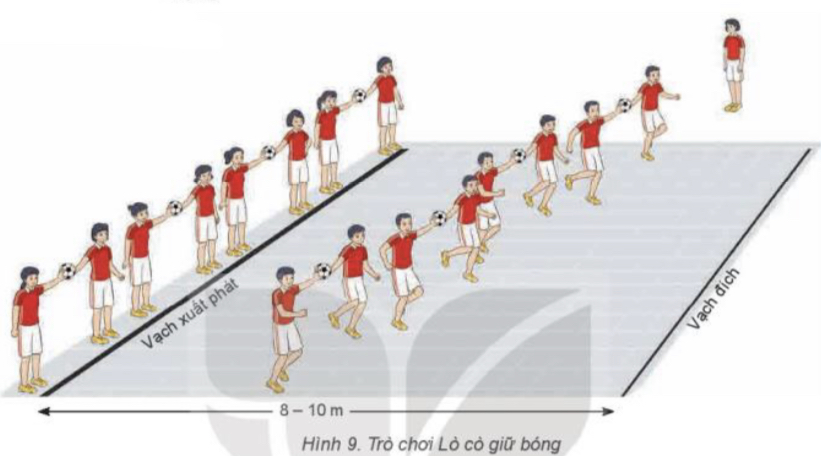 Vạch xuất phát
Vạch đích
8 – 10 m
Hình 9. Trò chơi Lò cò giữ bóng